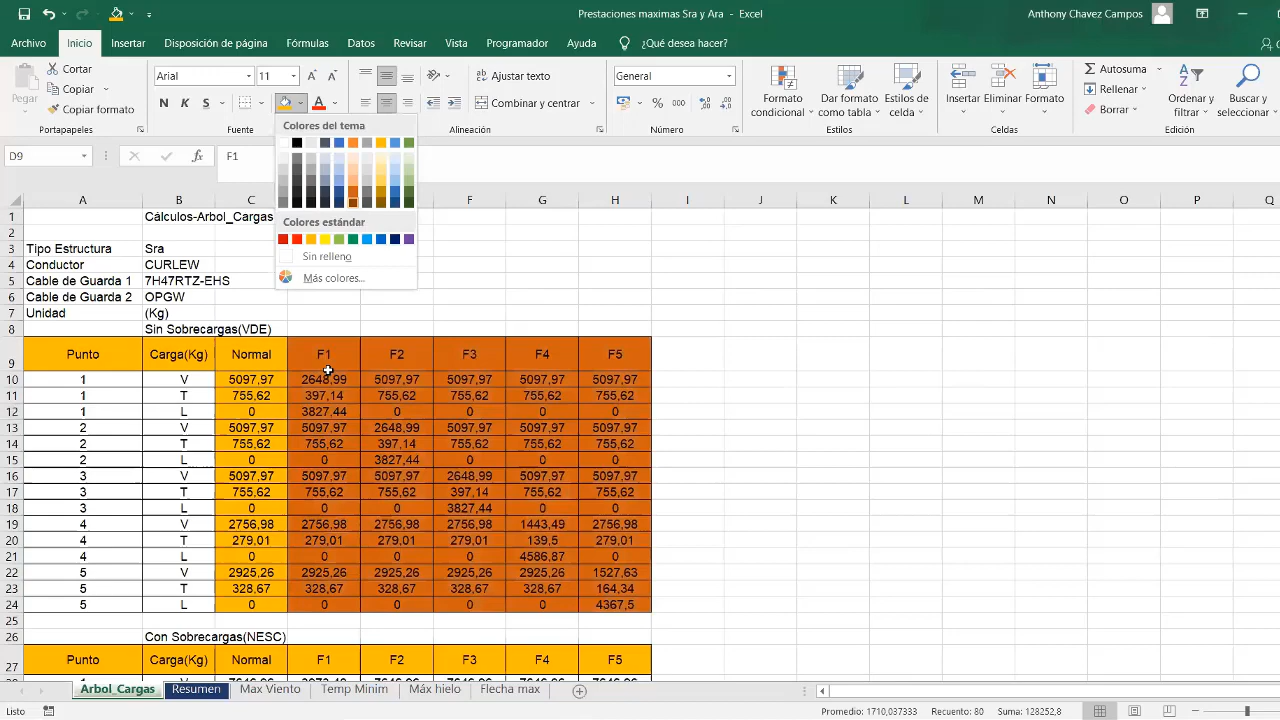 Prestaciones maximas Sra y Ara - Excel
Anthony Chavez Campos
Archivo Inicio Insertar Disposición de página Fórmulas Datos Revisar Vista Programador Ayuda ¿Qué desea hacer?
Pegar
Cortar
Copiar
Copiar formato
Portapapeles
Arial 11
N K S
Fuente
Ajustar texto
Combinar y centrar
Alineación
General
% 000
Número
Formato condicional
Dar formato como tabla
Estilos de celda
Estilos
Insertar Eliminar Formato
Celdas
Autosuma
Rellenar
Borrar
Ordenar y filtrar
Buscar y seleccionar
Edición
D9 fx F1
Colores del tema
Colores estándar
Sin relleno
Más colores...
A B C F G H I J K L M N O P Q
1 Cálculos-Arbol_Cargas
2
3 Tipo Estructura Sra
4 Conductor CURLEW
5 Cable de Guarda 1 7H47RTZ-EHS
6 Cable de Guarda 2 OPGW
7 Unidad (Kg)
8 Sin Sobrecargas(VDE)
9 Punto Carga(Kg) Normal F1 F2 F3 F4 F5
10 1 V 5097,97 2648,99 5097,97 5097,97 5097,97 5097,97
11 1 T 755,62 397,14 755,62 755,62 755,62 755,62
12 1 L 0 3827,44 0 0 0 0
13 2 V 5097,97 5097,97 2648,99 5097,97 5097,97 5097,97
14 2 T 755,62 755,62 397,14 755,62 755,62 755,62
15 2 L 0 0 3827,44 0 0 0
16 3 V 5097,97 5097,97 5097,97 2648,99 5097,97 5097,97
17 3 T 755,62 755,62 755,62 397,14 755,62 755,62
18 3 L 0 0 0 3827,44 0 0
19 4 V 2756,98 2756,98 2756,98 2756,98 1443,49 2756,98
20 4 T 279,01 279,01 279,01 279,01 139,5 279,01
21 4 L 0 0 0 0 4586,87 0
22 5 V 2925,26 2925,26 2925,26 2925,26 2925,26 1527,63
23 5 T 328,67 328,67 328,67 328,67 328,67 164,34
24 5 L 0 0 0 0 0 4367,5
25
26 Con Sobrecargas(NESC)
27 Punto Carga(Kg) Normal F1 F2 F3 F4 F5
Arbol_Cargas Resumen Max Viento Temp Minim Máx hielo Flecha max
Listo Promedio: 1710,037333 Recuento: 80 Suma: 128252,8